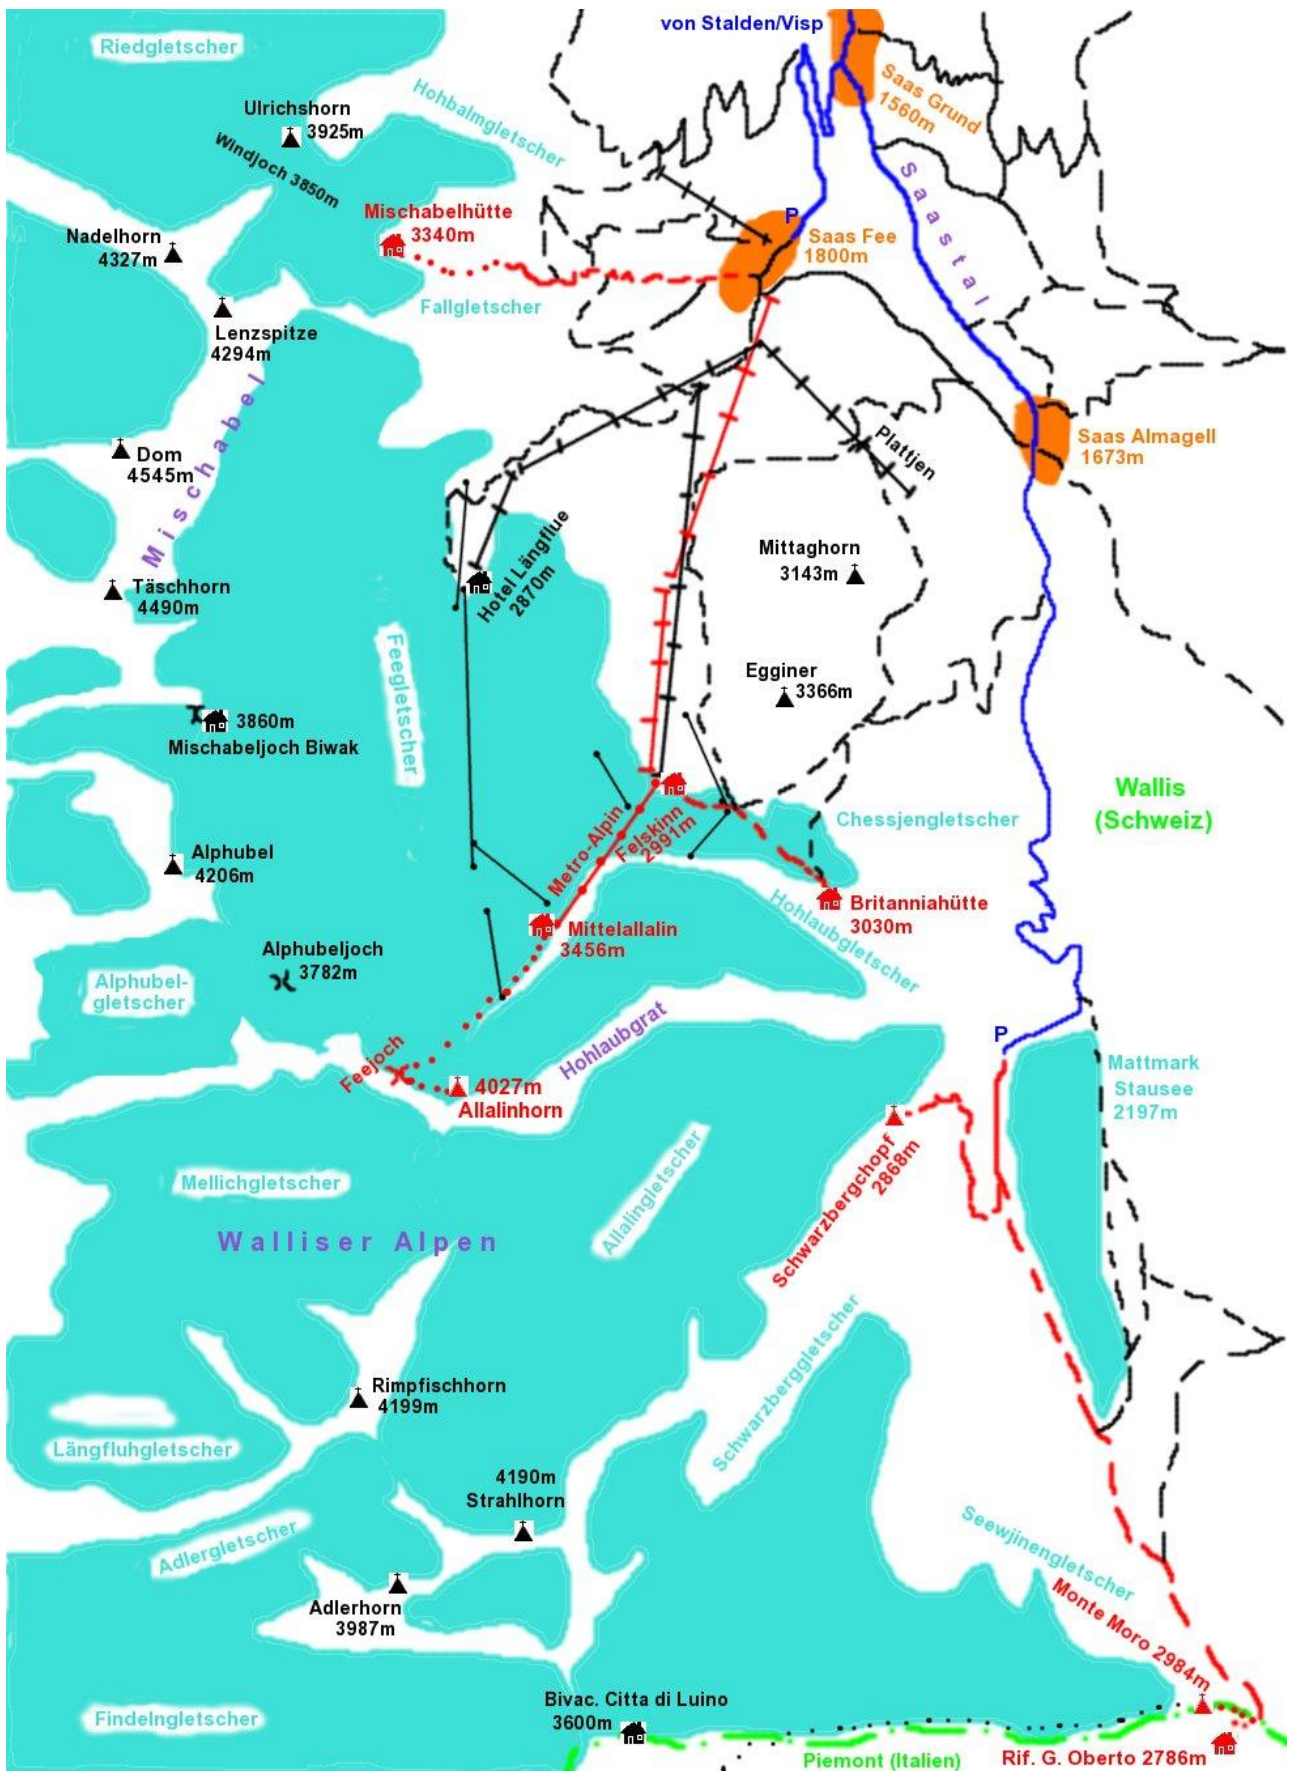 von Stalden/Visp
Riedgletscher
Saas Grund
1560m
Hohbalmgletscher
Ulrichshorn
3925m
Windjoch 3850m
Saastal
Mischabelhütte
3340m
P
Nadelhorn
4327m
Saas Fee
1800m
Fallgletscher
Lenzspitze
4294m
Mischabel
Saas Almagell
1673m
Plattjen
Dom
4545m
Hotel Längflue
2870m
Mittaghorn
3143m
Täschhorn
4490m
Feegletscher
Egginer
3366m
3860m
Mischabeljoch Biwak
Wallis
(Schweiz)
Chessjengletscher
Metro-Alpin
Felskinn
2991m
Alphubel
4206m
Britanniahütte
3030m
Hohlaubgletscher
Mittelallalin
3456m
Alphubeljoch
3782m
Alphubel-
gletscher
Hohlaubgrat
P
Feejoch
Mattmark
Stausee
2197m
4027m
Allalinhorn
Schwarzbergchopf
2868m
Mellichgletscher
Allalingletscher
Walliser Alpen
Schwarzberggletscher
Rimpfischhorn
4199m
Längfluhgletscher
4190m
Strahlhorn
Adlergletscher
Seewjinengletscher
Monte Moro 2984m
Adlerhorn
3987m
Bivac. Citta di Luino
3600m
Findelngletscher
Piemont (Italien)
Rif. G. Oberto 2786m